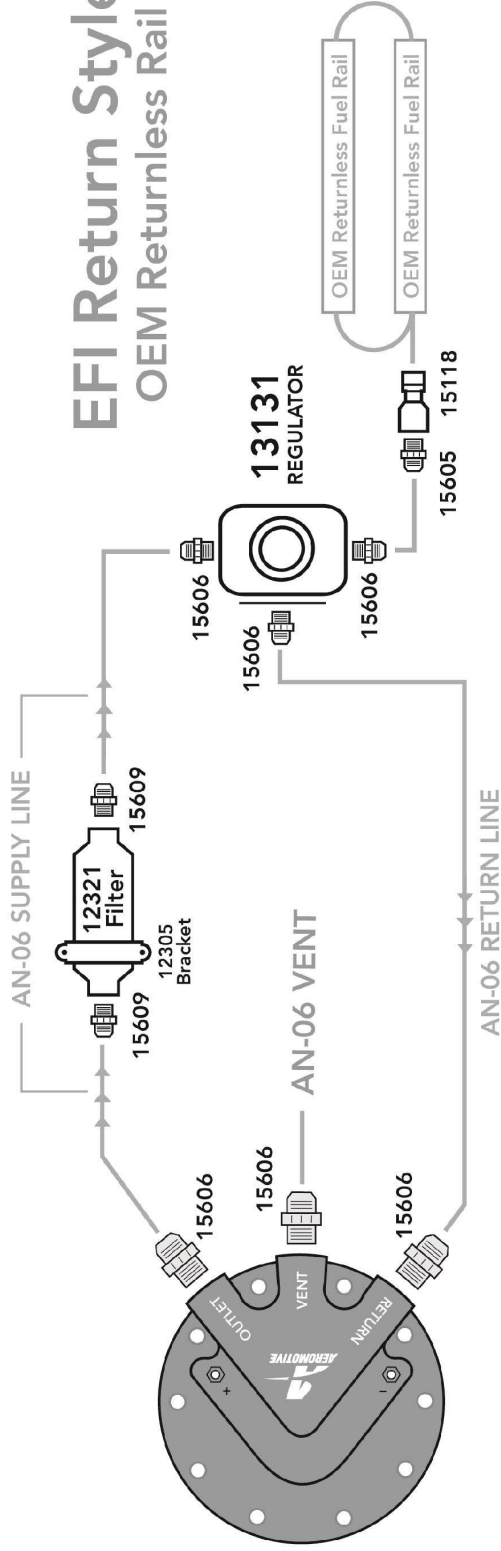 EFI Return Style
OEM Returnless Rail
AN-06 SUPPLY LINE
15606
15609
12321
Filter
12305
Bracket
15609
15606
13131
REGULATOR
15606
15606
15605
15118
OEM Returnless Fuel Rail
OEM Returnless Fuel Rail
OUTLET
VENT
RETURN
AEROMOTIVE
+
-
15606
AN-06 VENT
15606
AN-06 RETURN LINE